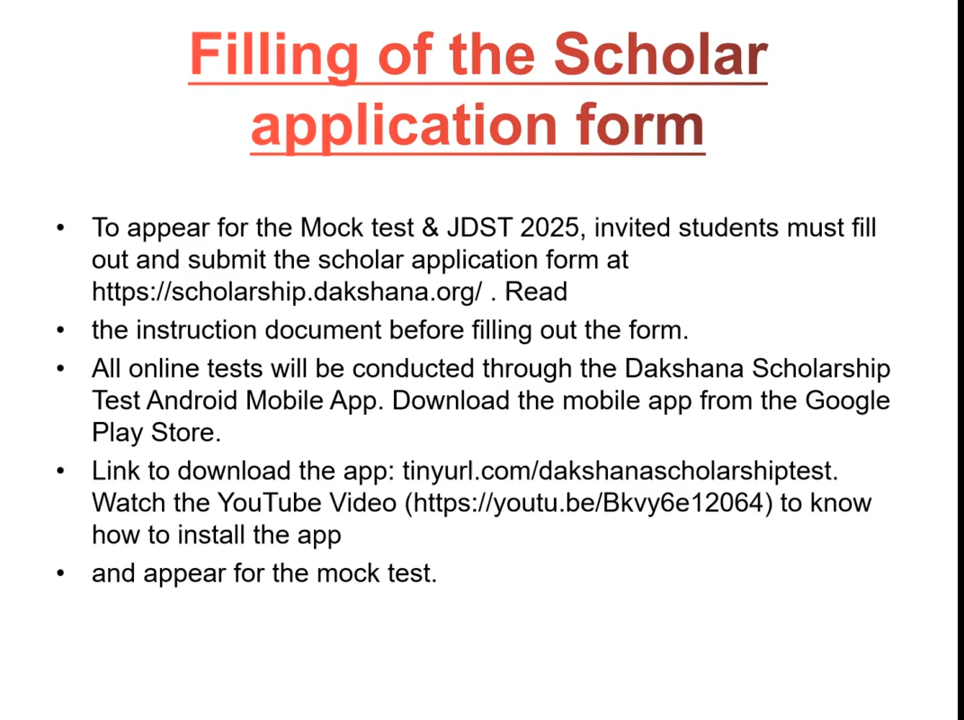 Filling of the Scholar
application form
• To appear for the Mock test & JDST 2025, invited students must fill
out and submit the scholar application form at
https://scholarship.dakshana.org/ . Read
• the instruction document before filling out the form.
• All online tests will be conducted through the Dakshana Scholarship
Test Android Mobile App. Download the mobile app from the Google
Play Store.
• Link to download the app: tinyurl.com/dakshanascholarshiptest.
Watch the YouTube Video (https://youtu.be/Bkvy6e12064) to know
how to install the app
• and appear for the mock test.